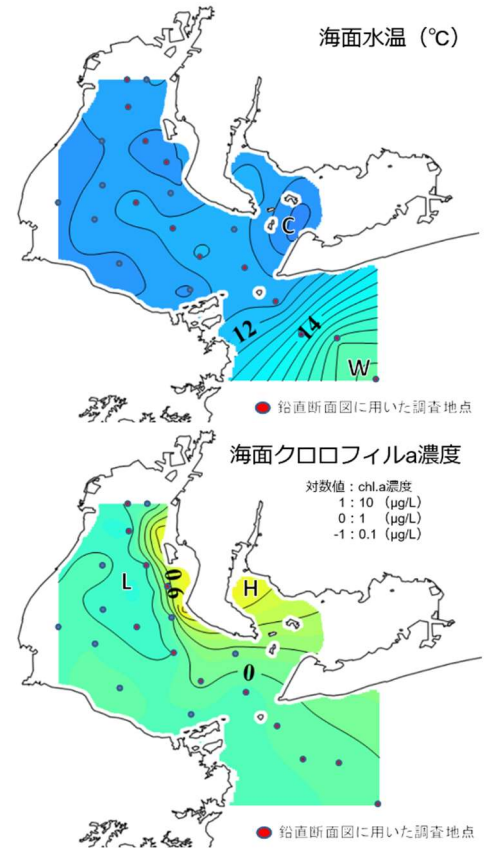 海面水温（℃）
C
12
14
W
鉛直断面図に用いた調査地点
海面クロロフィルa濃度
対数値：chl.a濃度
1：10 （μg/L）
0：1 （μg/L）
-1：0.1（μg/L）
L
0.6
H
0
鉛直断面図に用いた調査地点